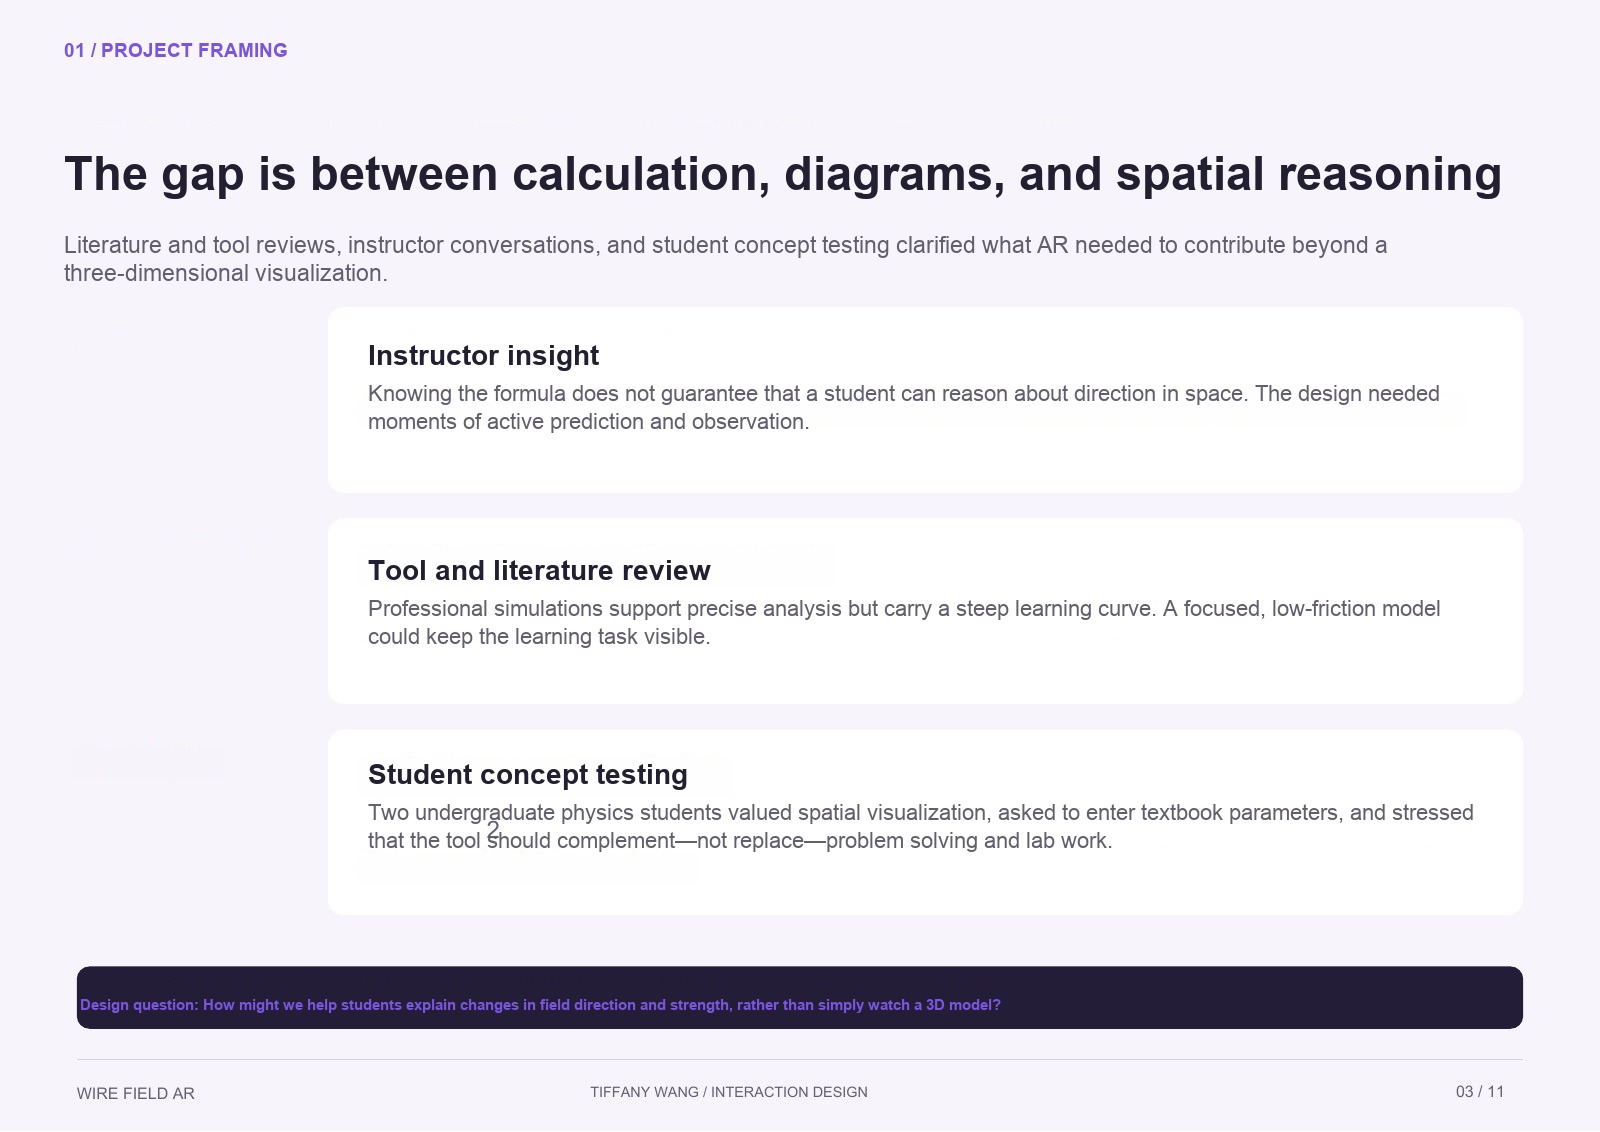 01 / PROJECT FRAMING
The gap is between calculation, diagrams, and spatial reasoning
Literature and tool reviews, instructor conversations, and student concept testing clarified what AR needed to contribute beyond a
three-dimensional visualization.
Instructor insight
Knowing the formula does not guarantee that a student can reason about direction in space. The design needed
moments of active prediction and observation.
Tool and literature review
Professional simulations support precise analysis but carry a steep learning curve. A focused, low-friction model
could keep the learning task visible.
Student concept testing
Two undergraduate physics students valued spatial visualization, asked to enter textbook parameters, and stressed
2
that the tool should complement—not replace—problem solving and lab work.
Design question: How might we help students explain changes in field direction and strength, rather than simply watch a 3D model?
WIRE FIELD AR
TIFFANY WANG / INTERACTION DESIGN
03 / 11